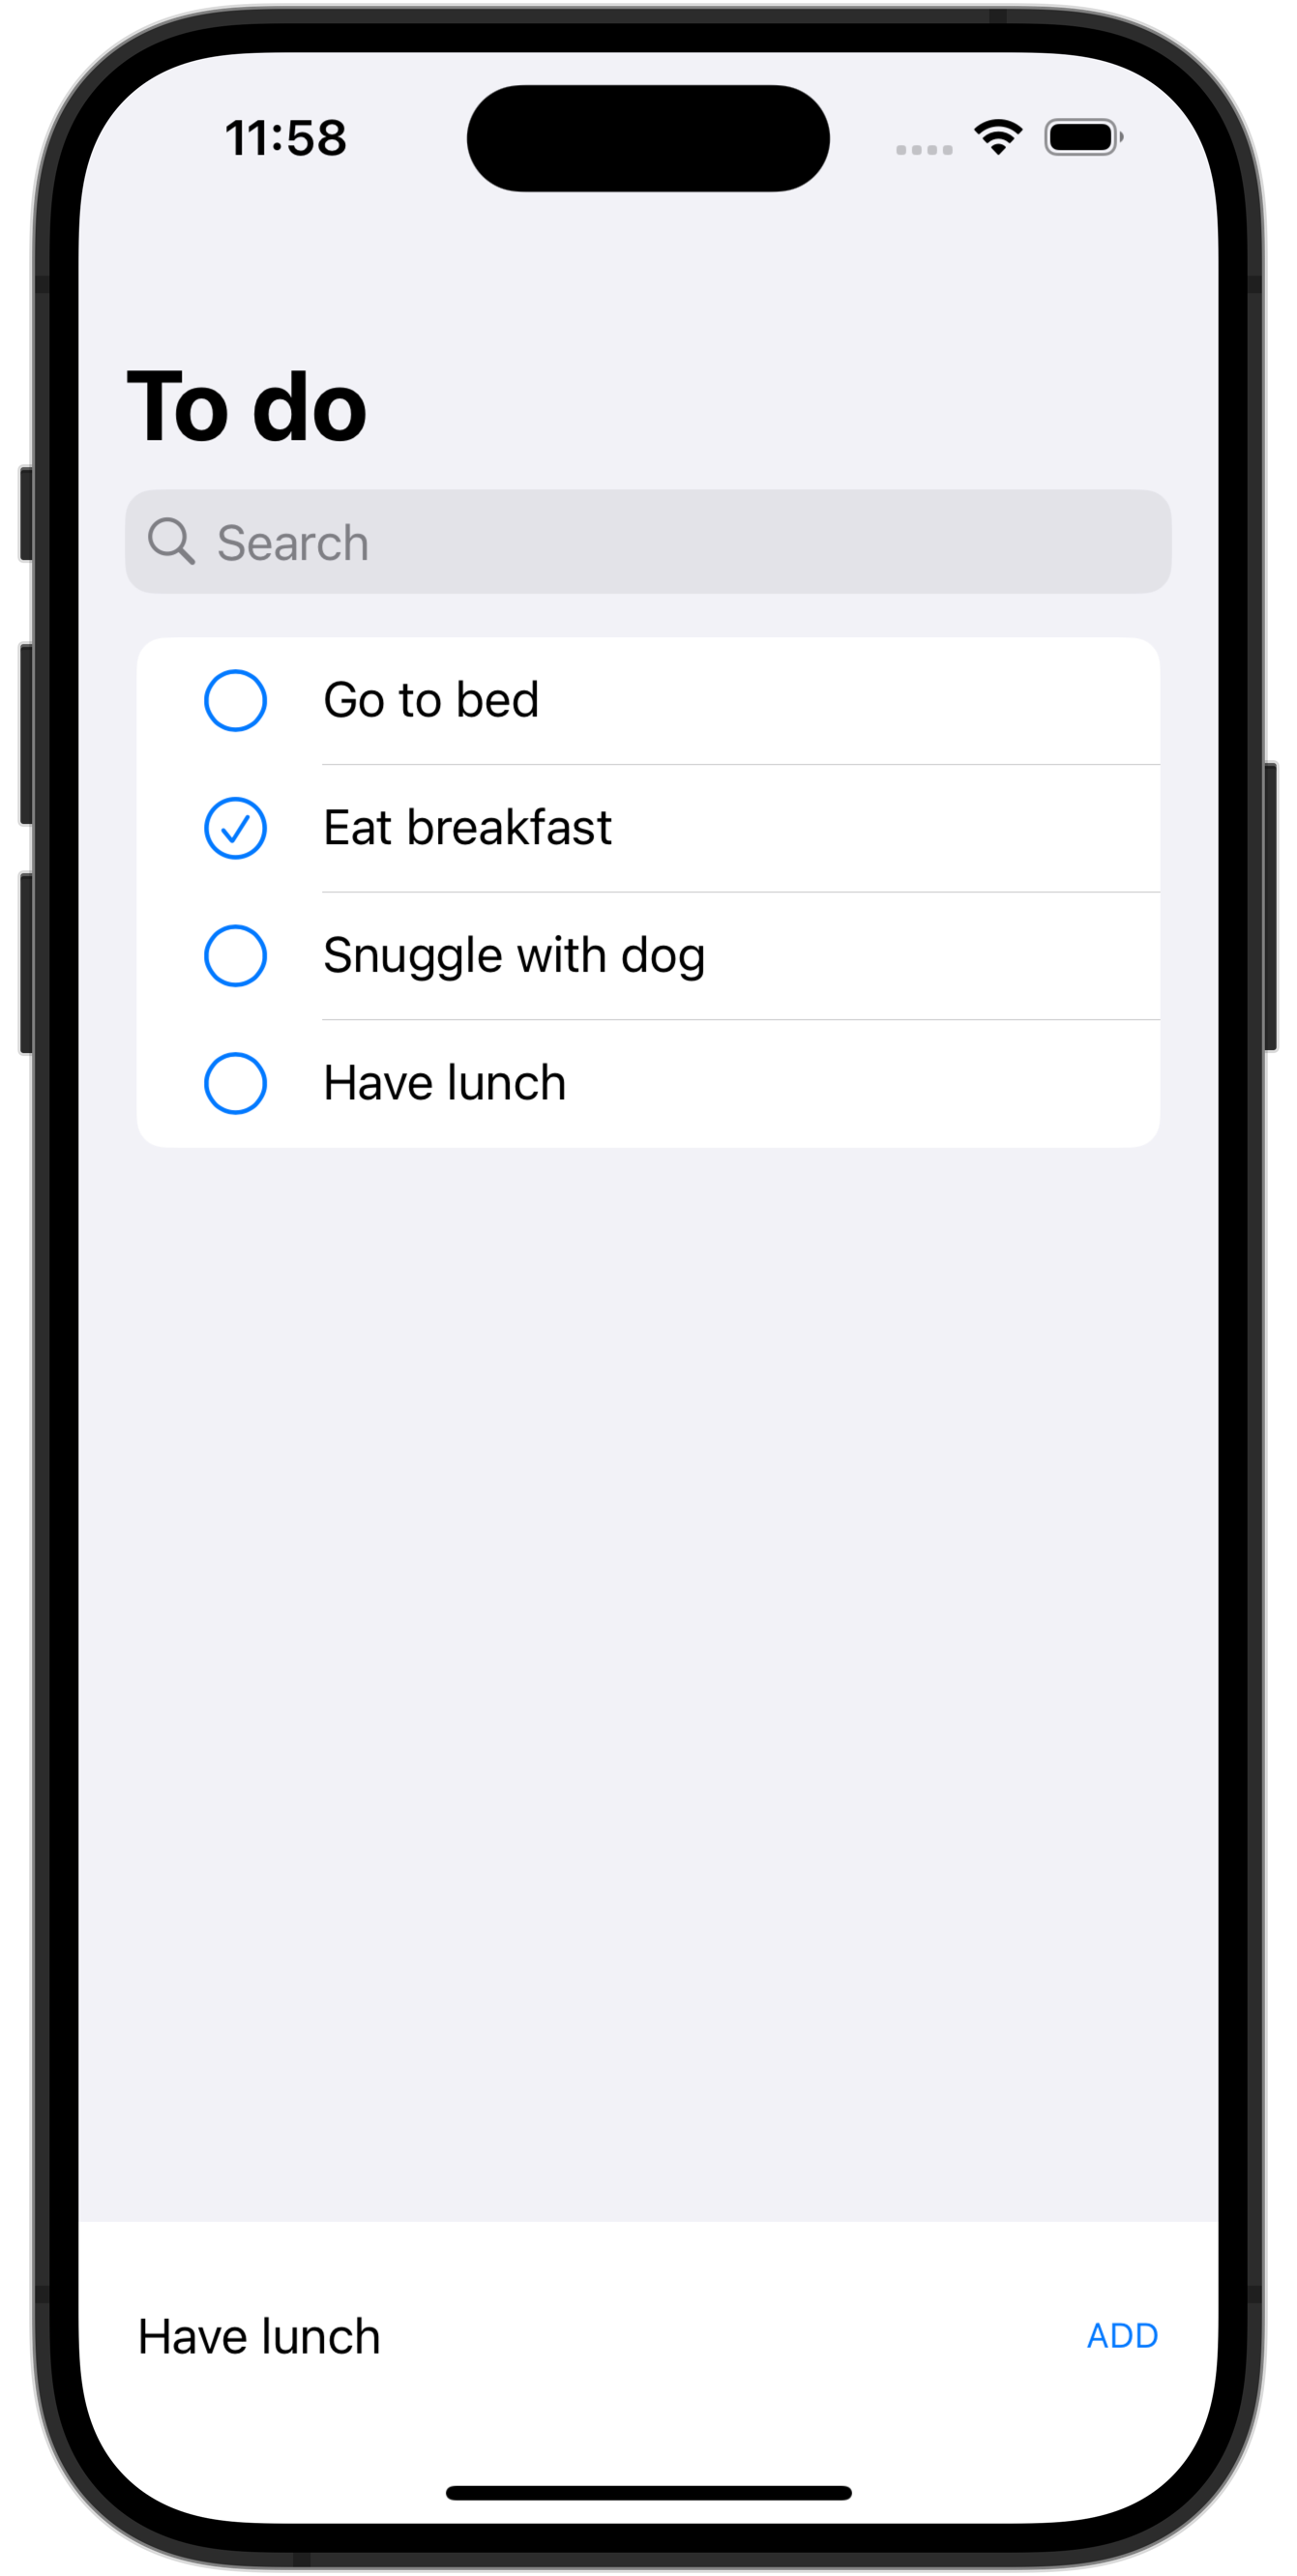 11:58
To do
Search
Go to bed
Eat breakfast
Snuggle with dog
Have lunch
Have lunch ADD